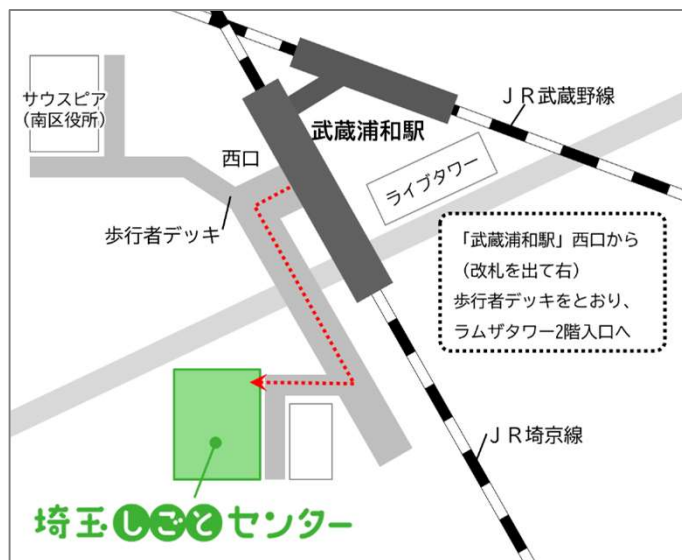 サウスピア
(南区役所)
JR武蔵野線
武蔵浦和駅
西口
ライブタワー
歩行者デッキ
「武蔵浦和駅」西口から
(改札を出て右)
歩行者デッキをとおり、
ラムザタワー2階入口へ
JR埼京線
埼玉しごとセンター